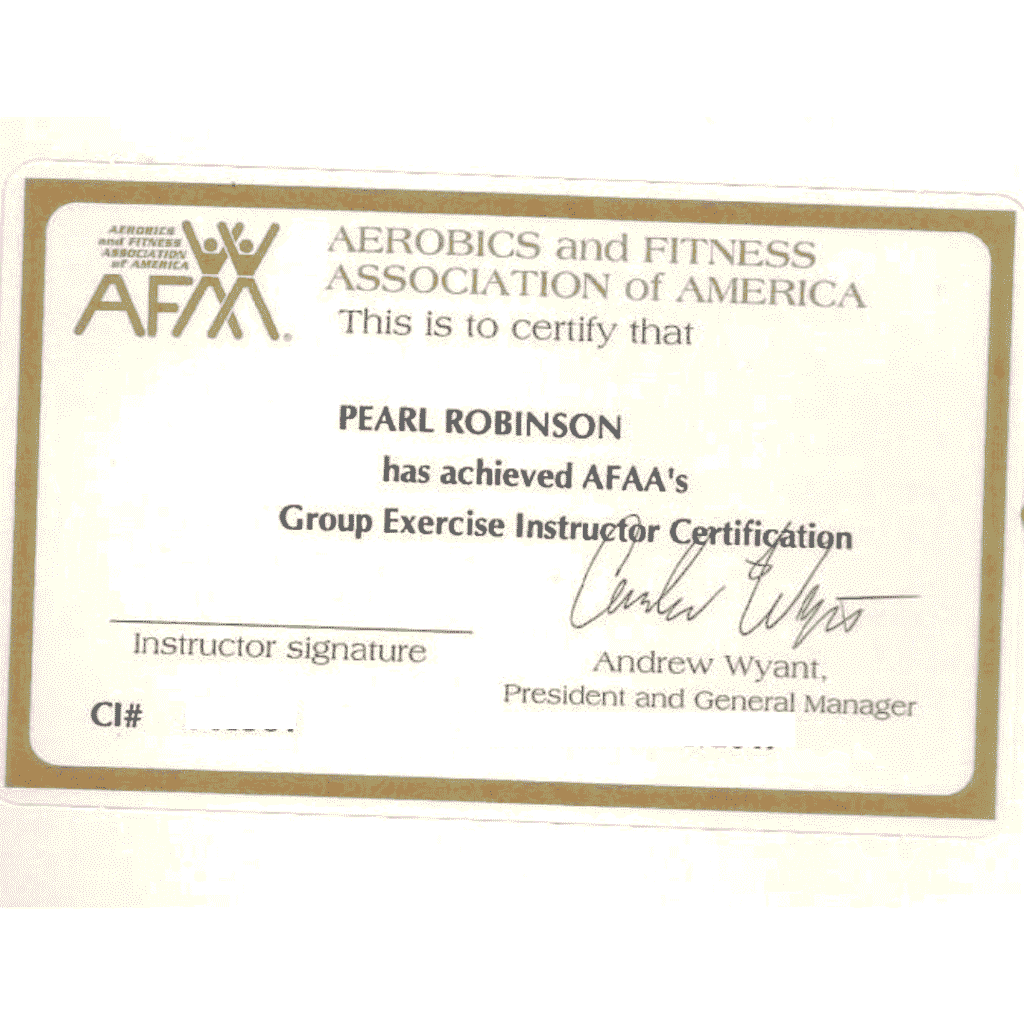 AEROBICS
and FITNESS
ASSOCIATION
of AMERICA
AFAA®
AEROBICS and FITNESS
ASSOCIATION of AMERICA
This is to certify that
PEARL ROBINSON
has achieved AFAA's
Group Exercise Instructor Certification
Instructor signature
Andrew Wyant,
President and General Manager
CI#